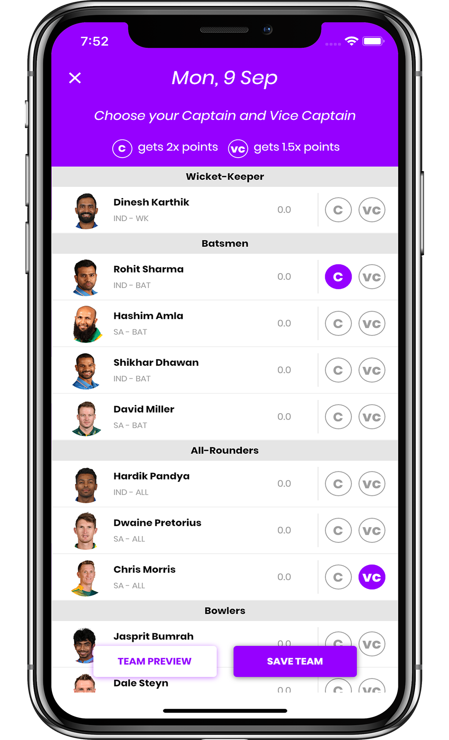 7:52
Mon, 9 Sep
Choose your Captain and Vice Captain
C gets 2x points VC gets 1.5x points
Wicket-Keeper
Dinesh Karthik
IND - WK
0.0 C VC
Batsmen
Rohit Sharma
IND - BAT
0.0 C VC
Hashim Amla
SA - BAT
0.0 C VC
Shikhar Dhawan
IND - BAT
0.0 C VC
David Miller
SA - BAT
0.0 C VC
All-Rounders
Hardik Pandya
IND - ALL
0.0 C VC
Dwaine Pretorius
SA - ALL
0.0 C VC
Chris Morris
SA - ALL
0.0 C VC
Bowlers
Jasprit Bumrah
0.0 C VC
TEAM PREVIEW SAVE TEAM
Dale Steyn
0.0 C VC